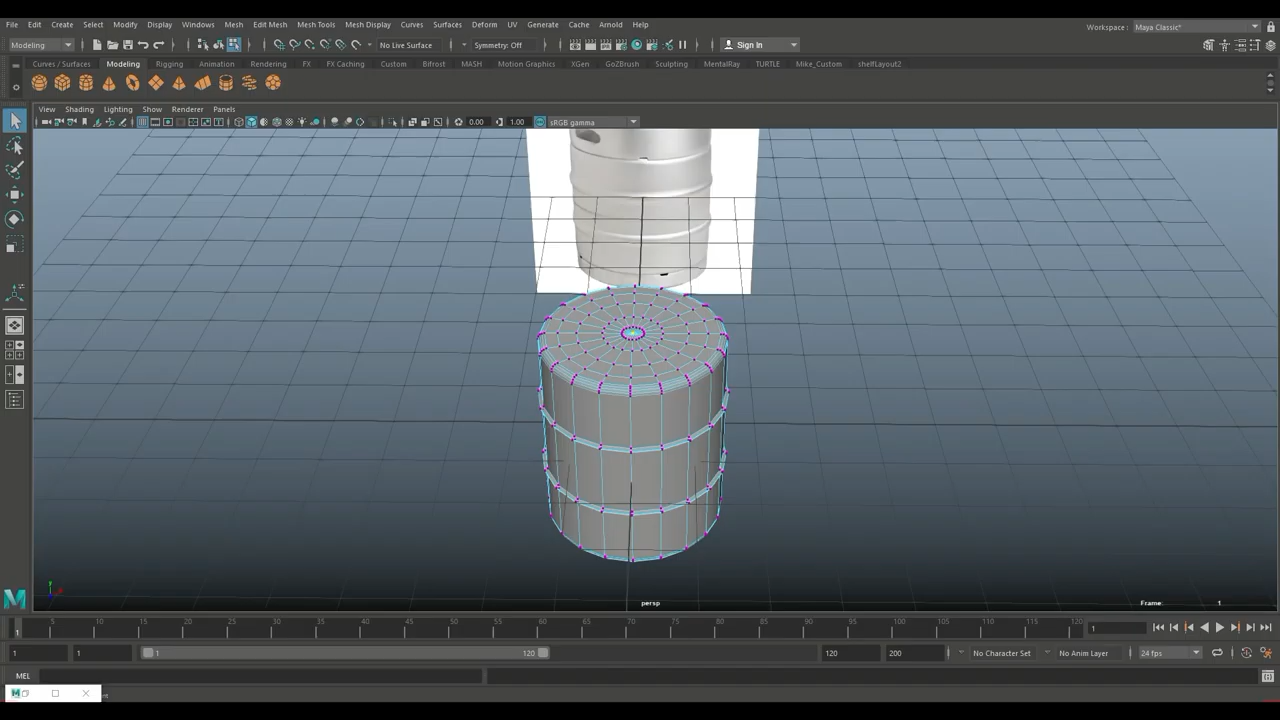 File Edit Create Select Modify Display Windows Mesh Edit Mesh Mesh Tools Mesh Display Curves Surfaces Deform UV Generate Cache Arnold Help
Workspace : Maya Classic*
Modeling No Live Surface Symmetry: Off Sign In
Curves / Surfaces Modeling Rigging Animation Rendering FX FX Caching Custom Bifrost MASH Motion Graphics XGen GoZBrush Sculpting MentalRay TURTLE Mike_Custom shelfLayout2
View Shading Lighting Show Renderer Panels
0.00 1.00 sRGB gamma
persp
Frame: 1
5 10 15 20 25 30 35 40 45 50 55 60 65 70 75 80 85 90 95 100 105 110 115 120
1 1
1 1 1 120 120 200 No Character Set No Anim Layer 24 fps
MEL